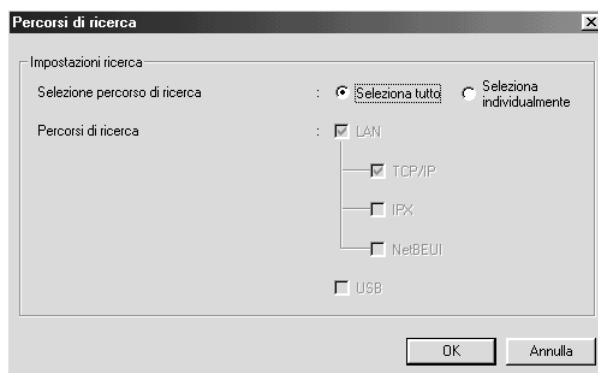 Percorsi di ricerca
Impostazioni ricerca
Selezione percorso di ricerca : Seleziona tutto Seleziona
individualmente
Percorsi di ricerca : LAN
TCP/IP
IPX
NetBEUI
USB
OK Annulla